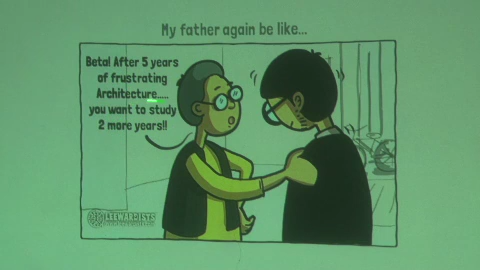 My father again be like...
Beta! After 5 years
of frustrating
Architecture.....
you want to study
2 more years!!
LEEWARDISTS